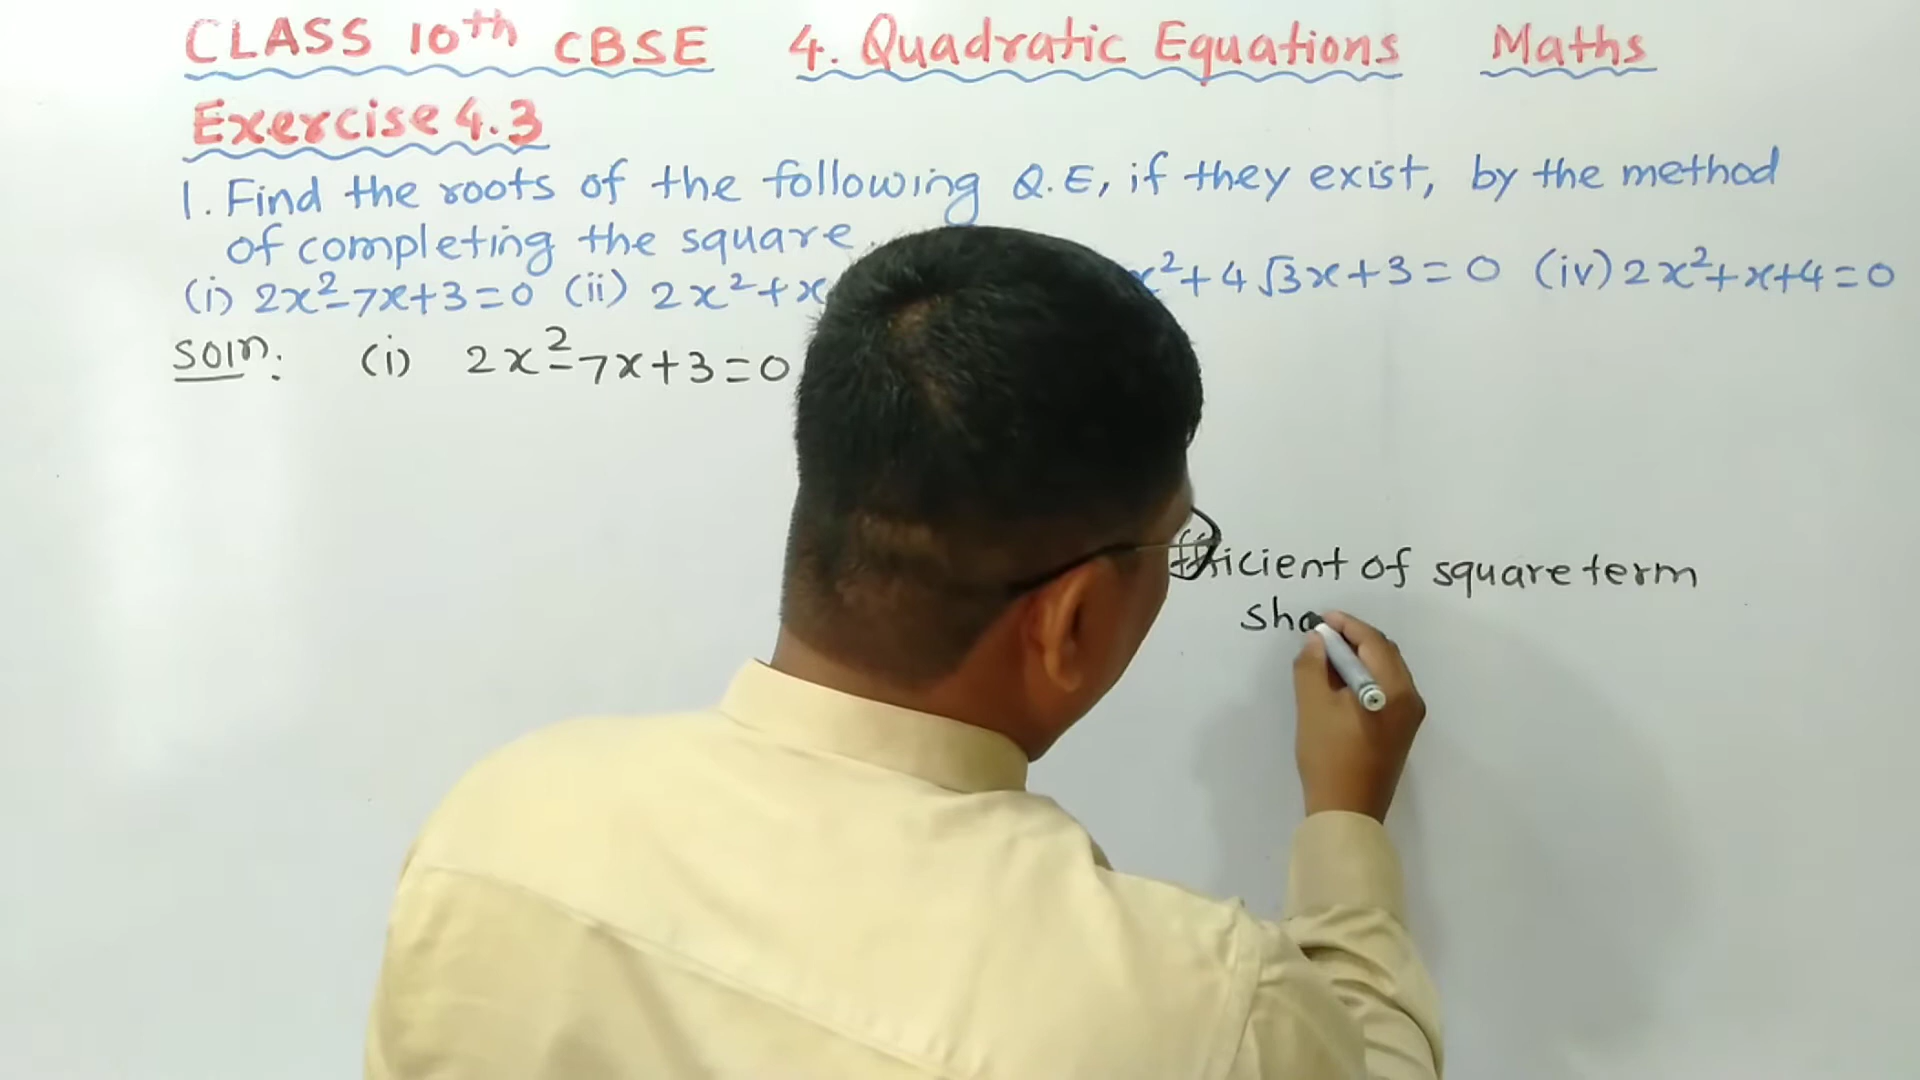 CLASS 10th CBSE 4. Quadratic Equations Maths
Exercise 4.3
1. Find the roots of the following Q.E, if they exist, by the method
of completing the square.
(i) 2x²-7x+3=0 (ii) 2x²+x x²+4√3x+3=0 (iv) 2x²+x+4=0
Soln: (i) 2x²-7x+3=0
fficient of square term